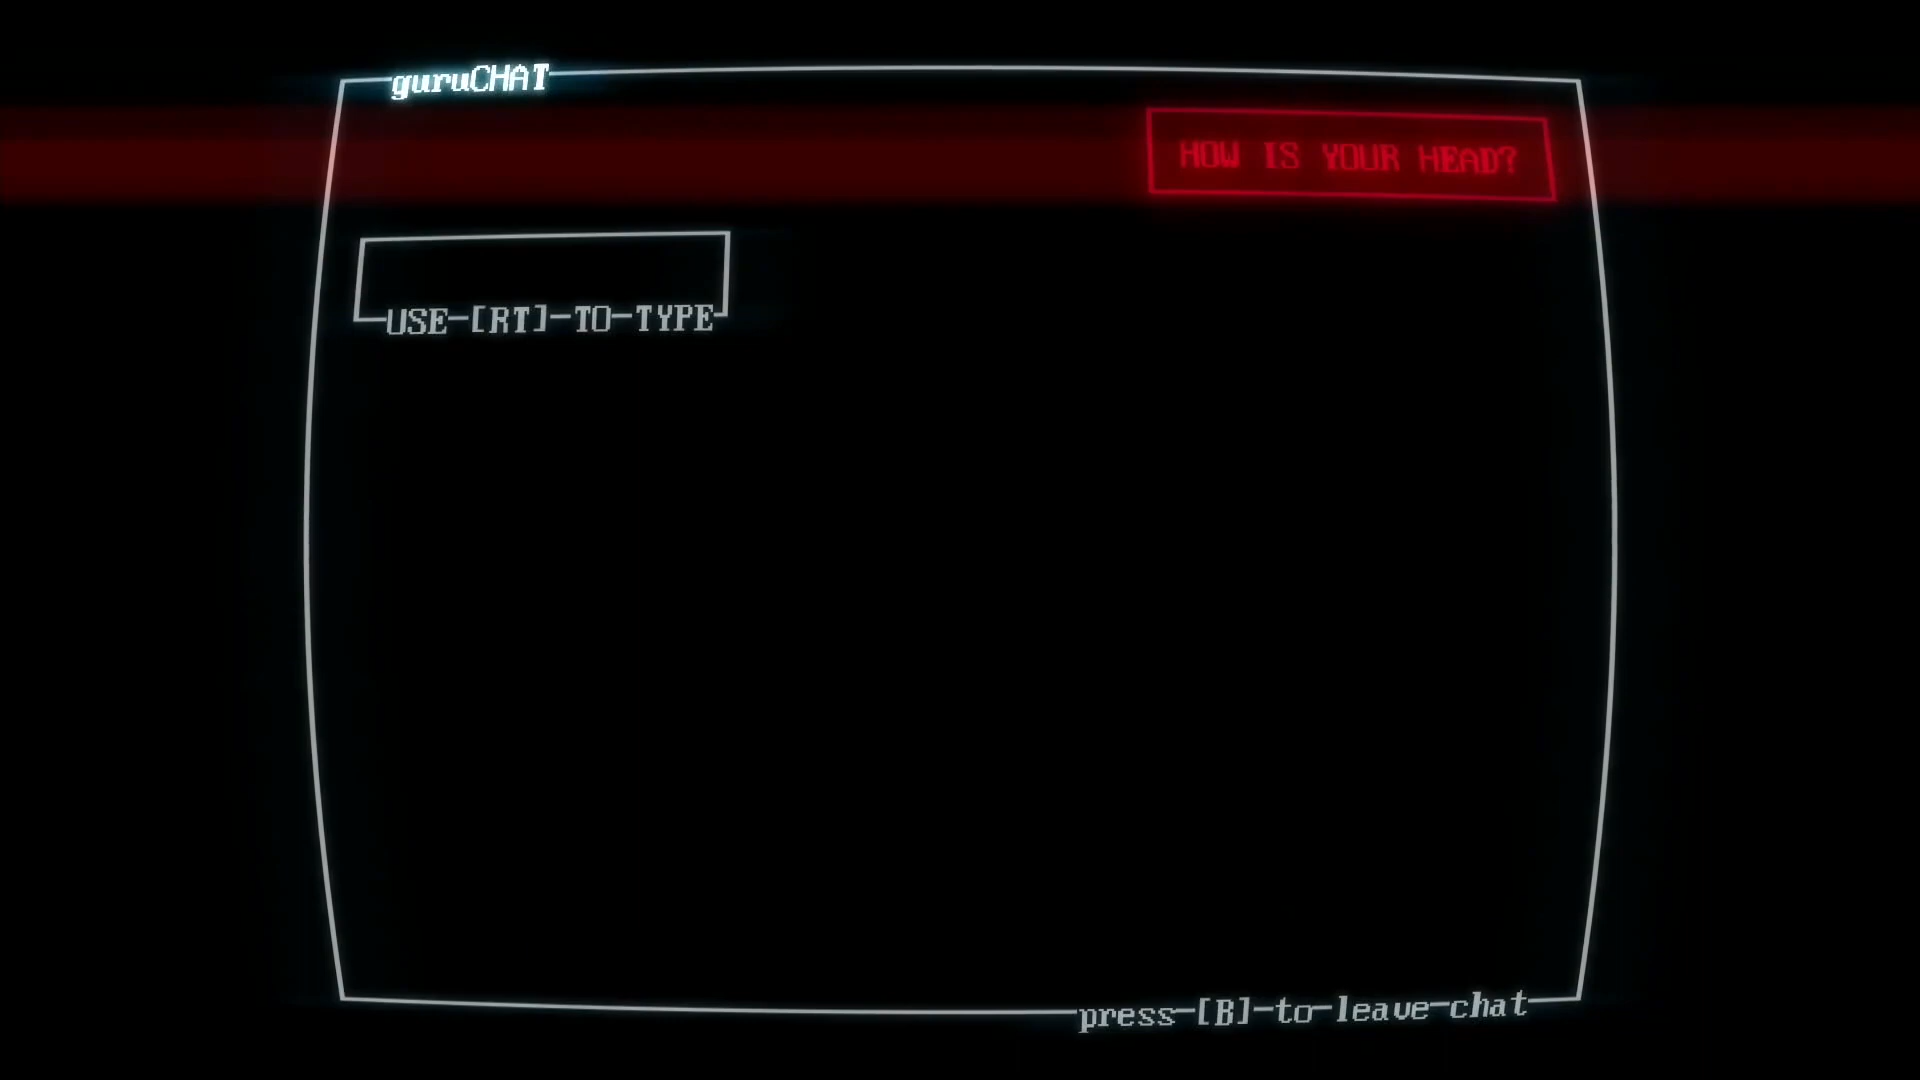 guruCHAT
HOW IS YOUR HEAD?
USE-[RT]-TO-TYPE
press-[B]-to-leave-chat